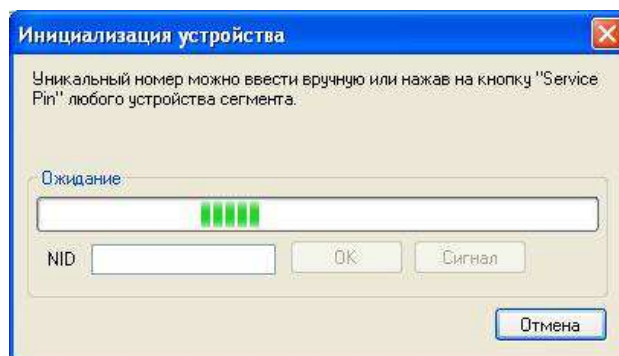 Инициализация устройства
Уникальный номер можно ввести вручную или нажав на кнопку "Service
Pin" любого устройства сегмента.
Ожидание
NID
OK
Сигнал
Отмена